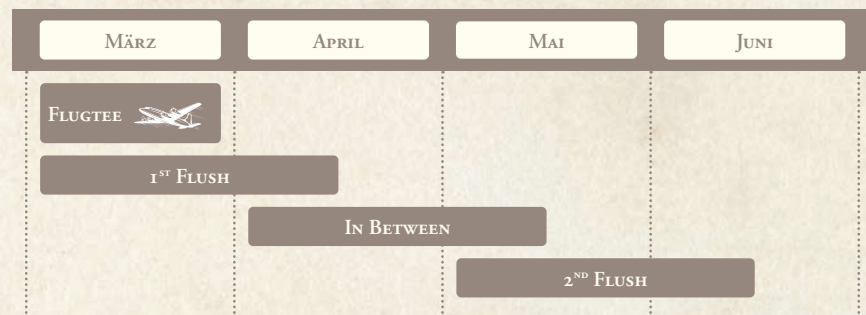 März April Mai Juni
Flugtee
1st Flush
In Between
2nd Flush